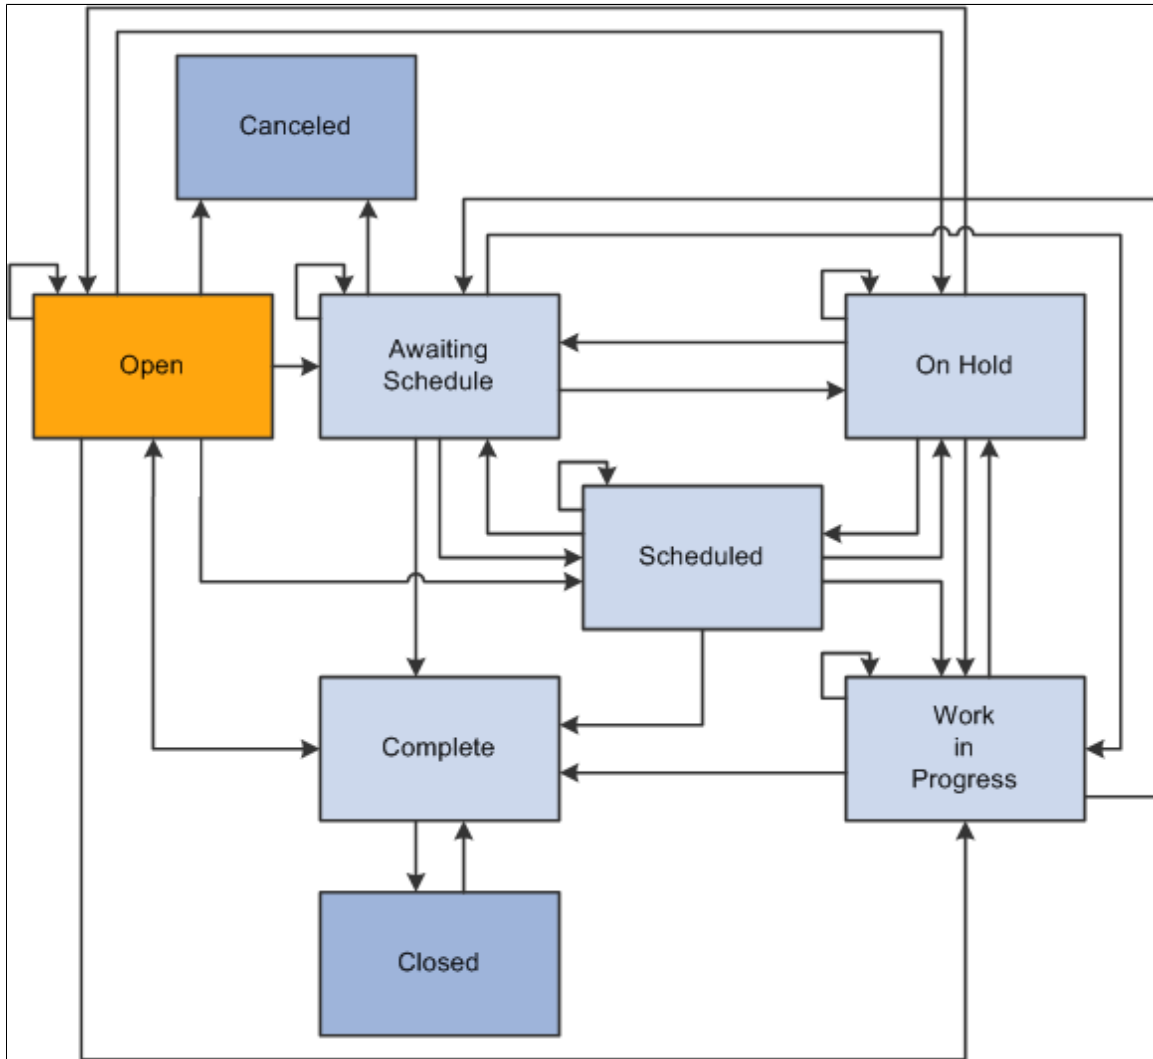 Canceled
Open
Awaiting
Schedule
On Hold
Scheduled
Complete
Work
in
Progress
Closed